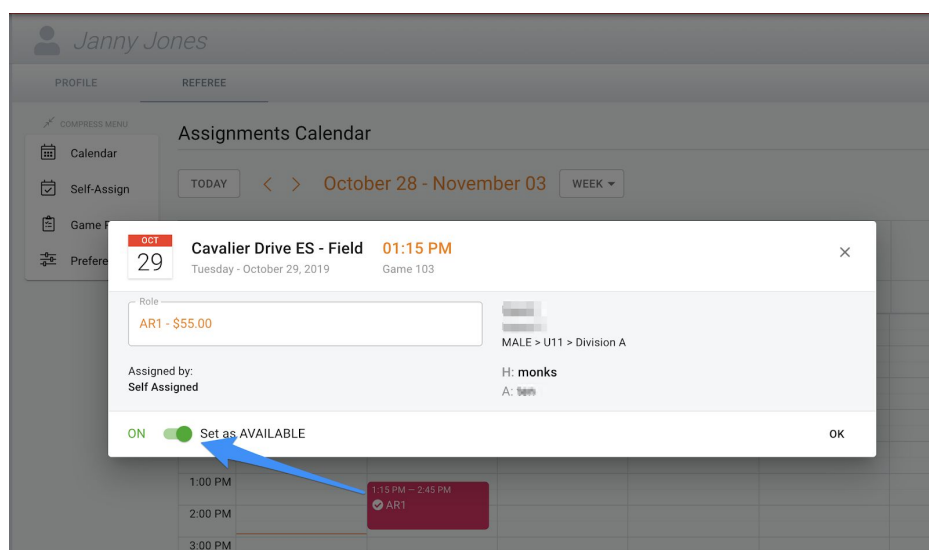 Janny Jones
PROFILE REFEREE
COMPRESS MENU
Assignments Calendar
Calendar
Self-Assign
TODAY < > October 28 - November 03 WEEK
Game
Prefere
OCT
29
Cavalier Drive ES - Field 01:15 PM
Tuesday - October 29, 2019 Game 103
Role
AR1 - $55.00
MALE > U11 > Division A
Assigned by:
Self Assigned
H: monks
A:
ON Set as AVAILABLE OK
1:00 PM
1:15 PM – 2:45 PM
AR1
2:00 PM
3:00 PM